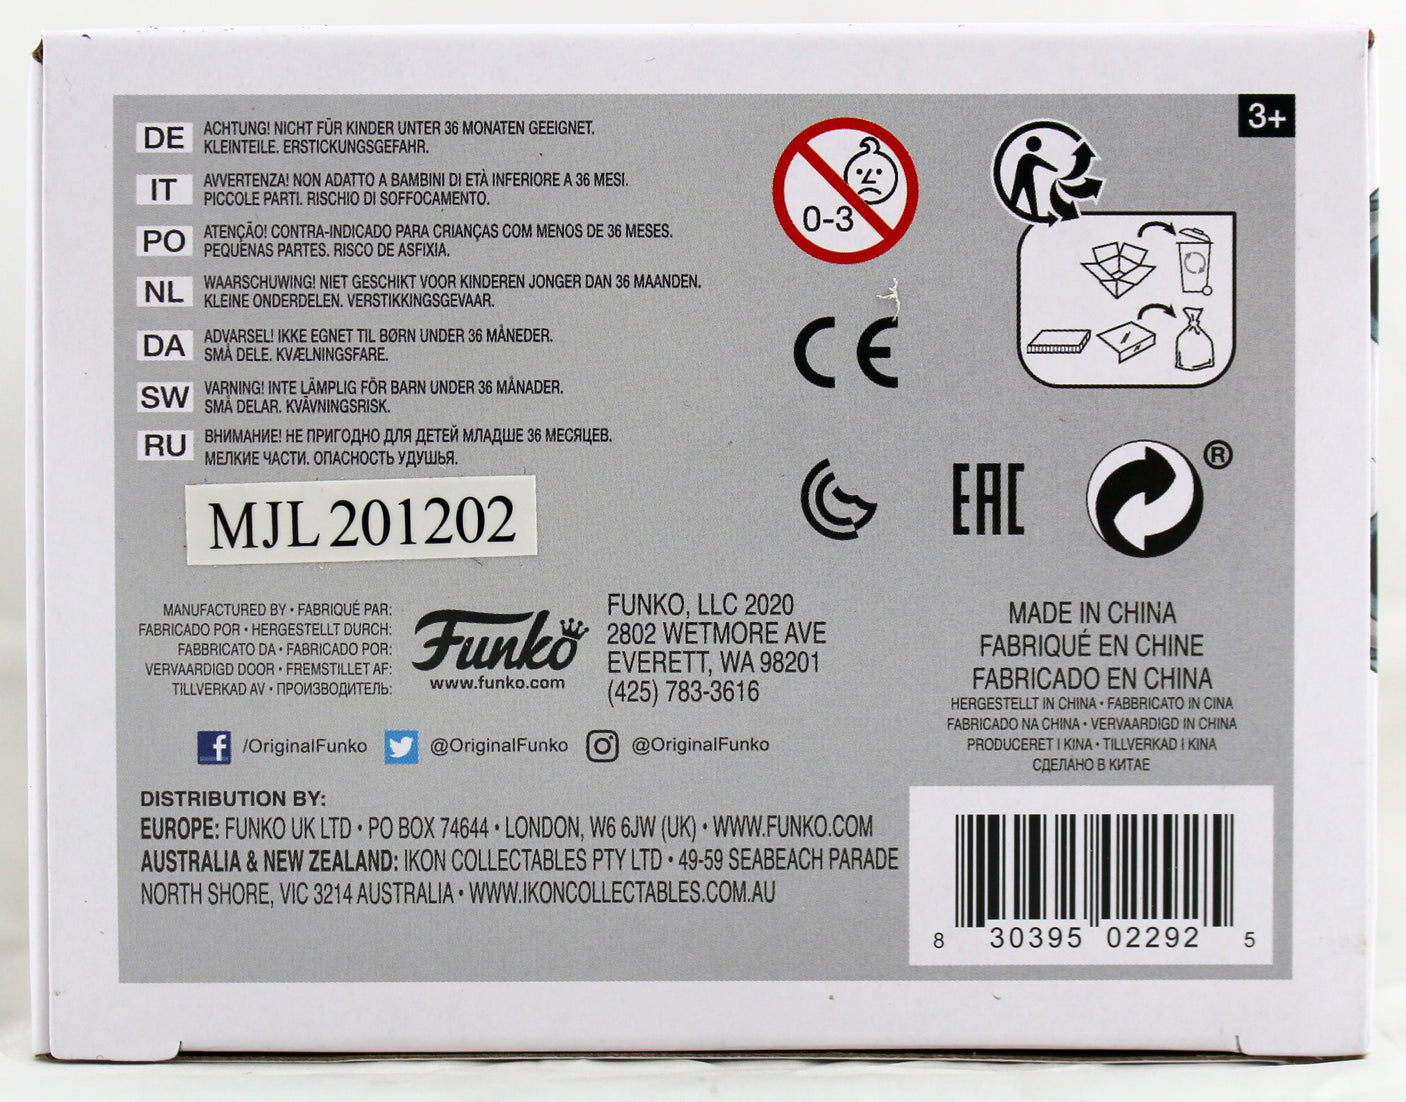 3+
DE ACHTUNG! NICHT FÜR KINDER UNTER 36 MONATEN GEEIGNET.
KLEINTEILE. ERSTICKUNGSGEFAHR.
IT AVVERTENZA! NON ADATTO A BAMBINI DI ETÀ INFERIORE A 36 MESI.
PICCOLE PARTI. RISCHIO DI SOFFOCAMENTO.
PO ATENÇÃO! CONTRA-INDICADO PARA CRIANÇAS COM MENOS DE 36 MESES.
PEQUENAS PARTES. RISCO DE ASFIXIA.
NL WAARSCHUWING! NIET GESCHIKT VOOR KINDEREN JONGER DAN 36 MAANDEN.
KLEINE ONDERDELEN. VERSTIKKINGSGEVAAR.
DA ADVARSEL! IKKE EGNET TIL BØRN UNDER 36 MÅNEDER.
SMÅ DELE. KVÆLNINGSFARE.
SW VARNING! INTE LÄMPLIG FÖR BARN UNDER 36 MÅNADER.
SMÅ DELAR. KVÄVNINGSRISK.
RU ВНИМАНИЕ! НЕ ПРИГОДНО ДЛЯ ДЕТЕЙ МЛАДШЕ 36 МЕСЯЦЕВ.
МЕЛКИЕ ЧАСТИ. ОПАСНОСТЬ УДУШЬЯ.
0-3
CE
EAC
®
MJL 201202
MANUFACTURED BY • FABRIQUÉ PAR:
FABRICADO POR • HERGESTELLT DURCH:
FABBRICATO DA • FABRICADO POR:
VERVAARDIGD DOOR • FREMSTILLET AF:
TILLVERKAD AV • ПРОИЗВОДИТЕЛЬ:
Funko
www.funko.com
FUNKO, LLC 2020
2802 WETMORE AVE
EVERETT, WA 98201
(425) 783-3616
MADE IN CHINA
FABRIQUÉ EN CHINE
FABRICADO EN CHINA
HERGESTELLT IN CHINA • FABBRICATO IN CINA
FABRICADO NA CHINA • VERVAARDIGD IN CHINA
PRODUCERET I KINA • TILLVERKAD I KINA
СДЕЛАНО В КИТАЕ
f /OriginalFunko @OriginalFunko @OriginalFunko
DISTRIBUTION BY:
EUROPE: FUNKO UK LTD • PO BOX 74644 • LONDON, W6 6JW (UK) • WWW.FUNKO.COM
AUSTRALIA & NEW ZEALAND: IKON COLLECTABLES PTY LTD • 49-59 SEABEACH PARADE
NORTH SHORE, VIC 3214 AUSTRALIA • WWW.IKONCOLLECTABLES.COM.AU
8 30395 02292 5